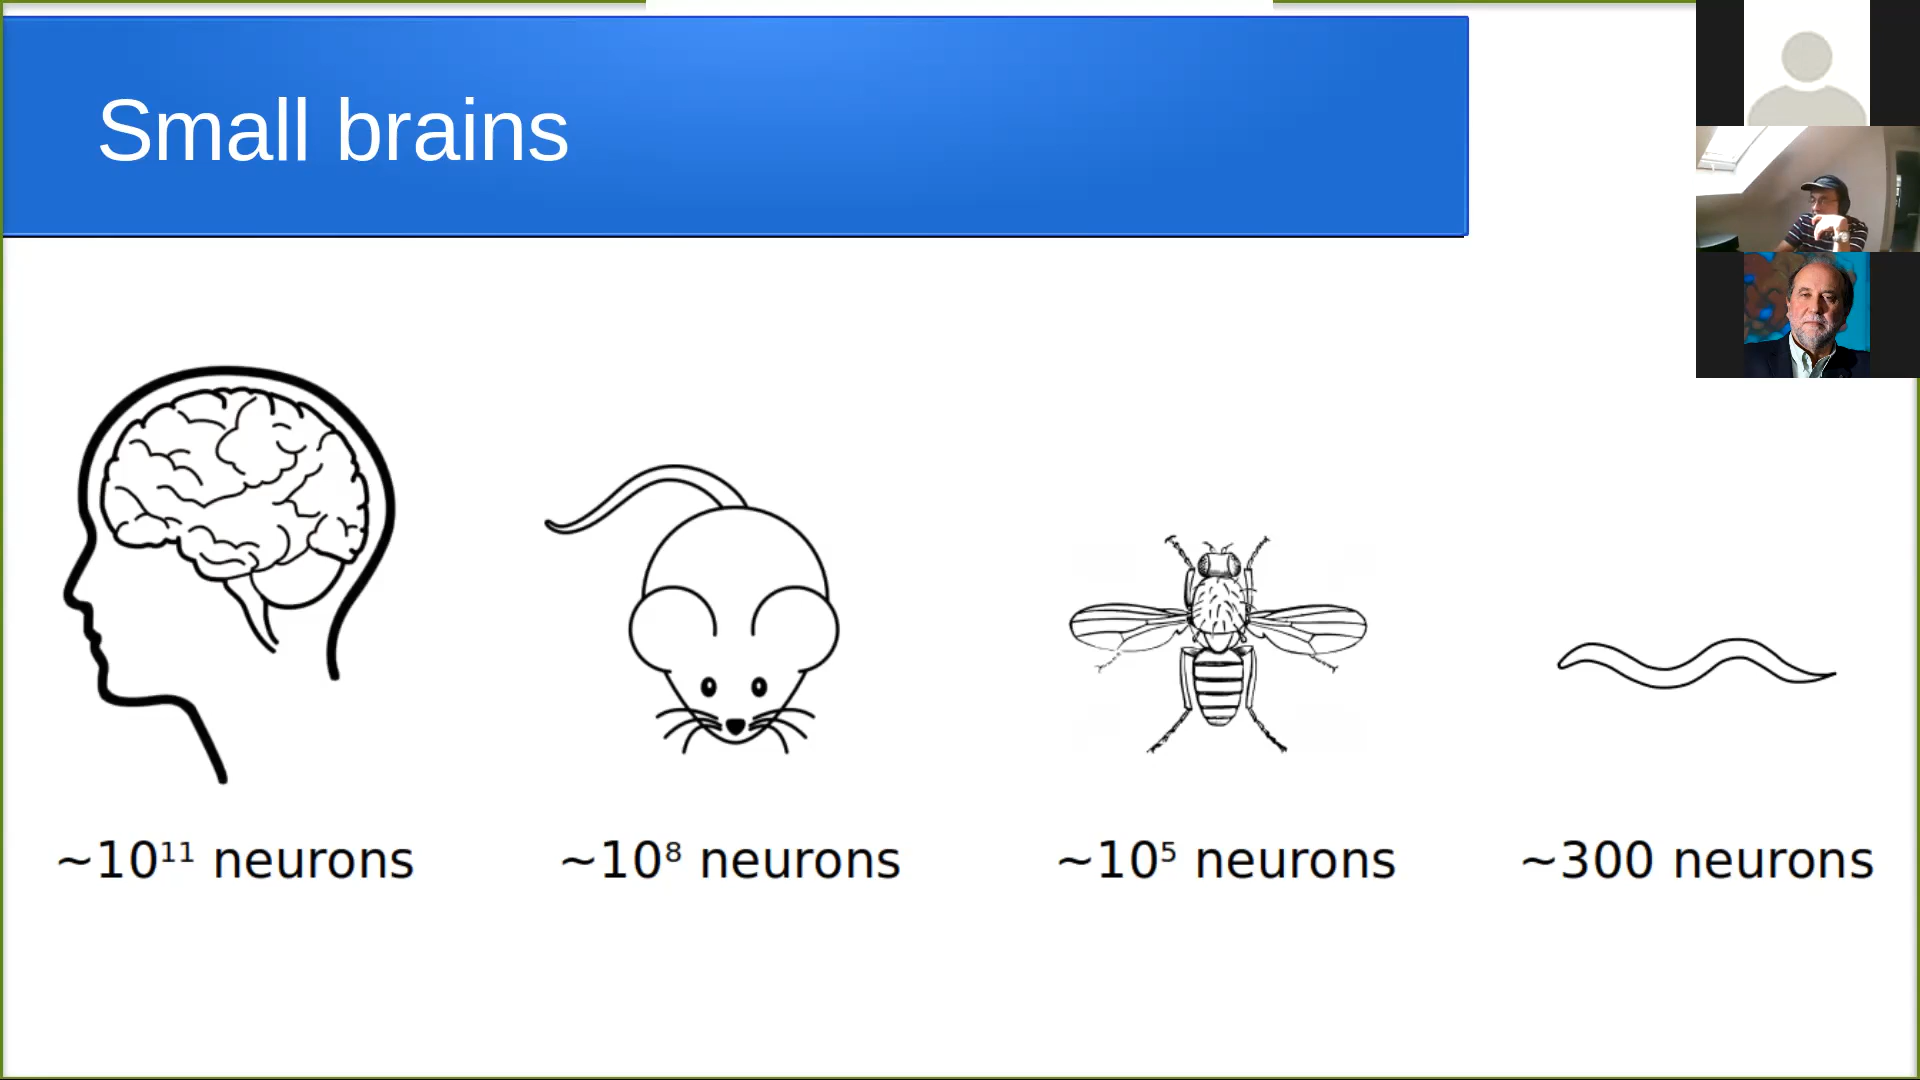 Small brains
~10¹¹ neurons
~10⁸ neurons
~10⁵ neurons
~300 neurons